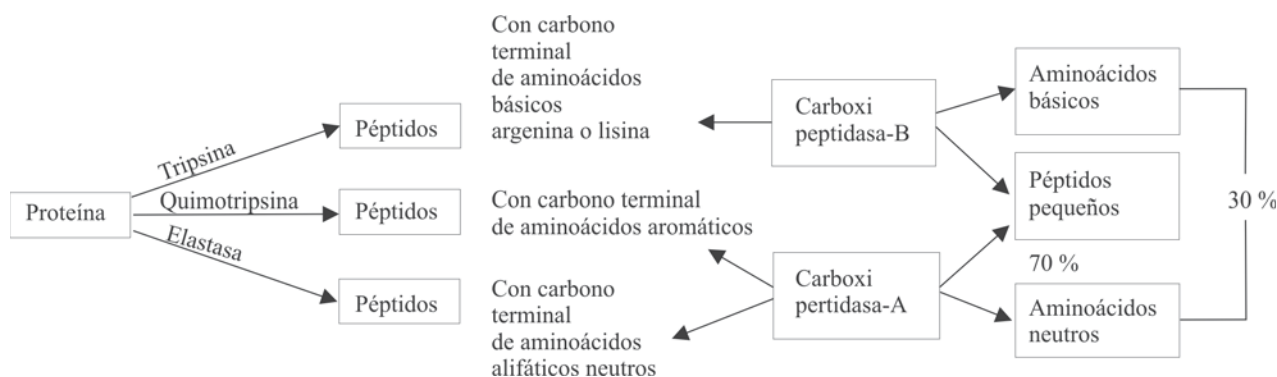 Proteína
Tripsina
Quimotripsina
Elastasa
Péptidos
Péptidos
Péptidos
Con carbono
terminal
de aminoácidos
básicos
argenina o lisina
Con carbono terminal
de aminoácidos aromáticos
Con carbono
terminal
de aminoácidos
alifáticos neutros
Carboxi
peptidasa-B
Carboxi
pertidasa-A
Aminoácidos
básicos
Péptidos
pequeños
70 %
Aminoácidos
neutros
30 %